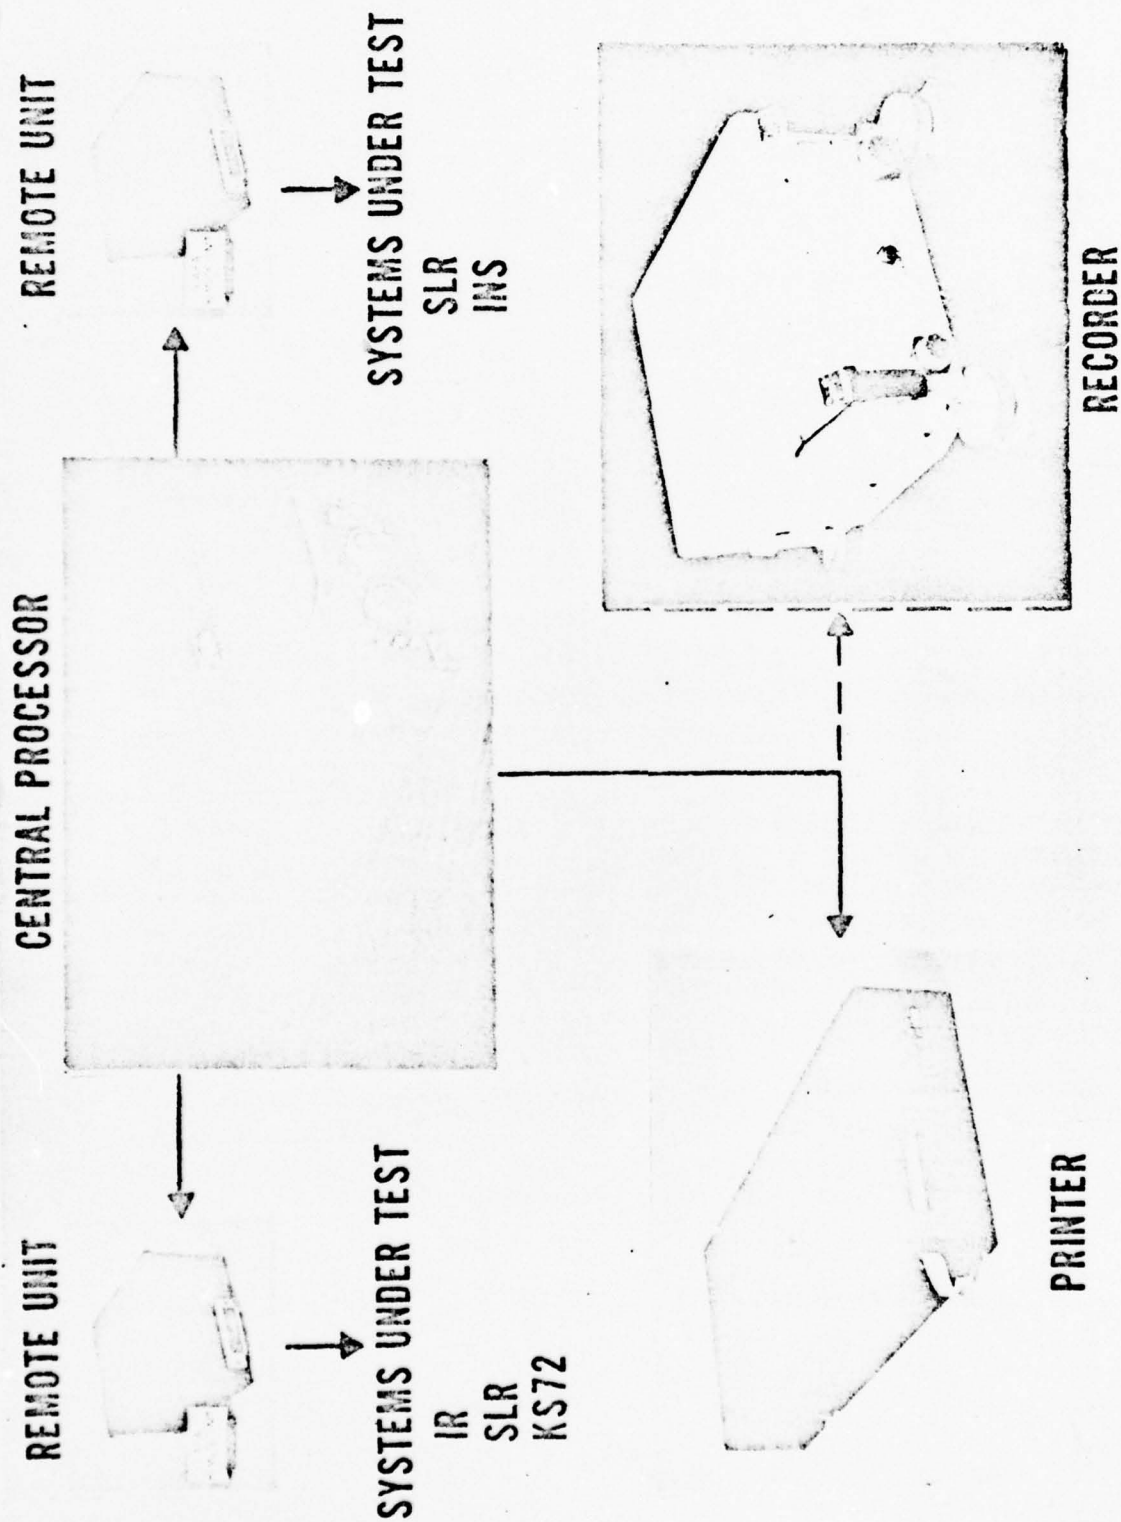 CENTRAL PROCESSOR
REMOTE UNIT
REMOTE UNIT
SYSTEMS UNDER TEST
IR
SLR
KS72
SYSTEMS UNDER TEST
SLR
INS
PRINTER
RECORDER